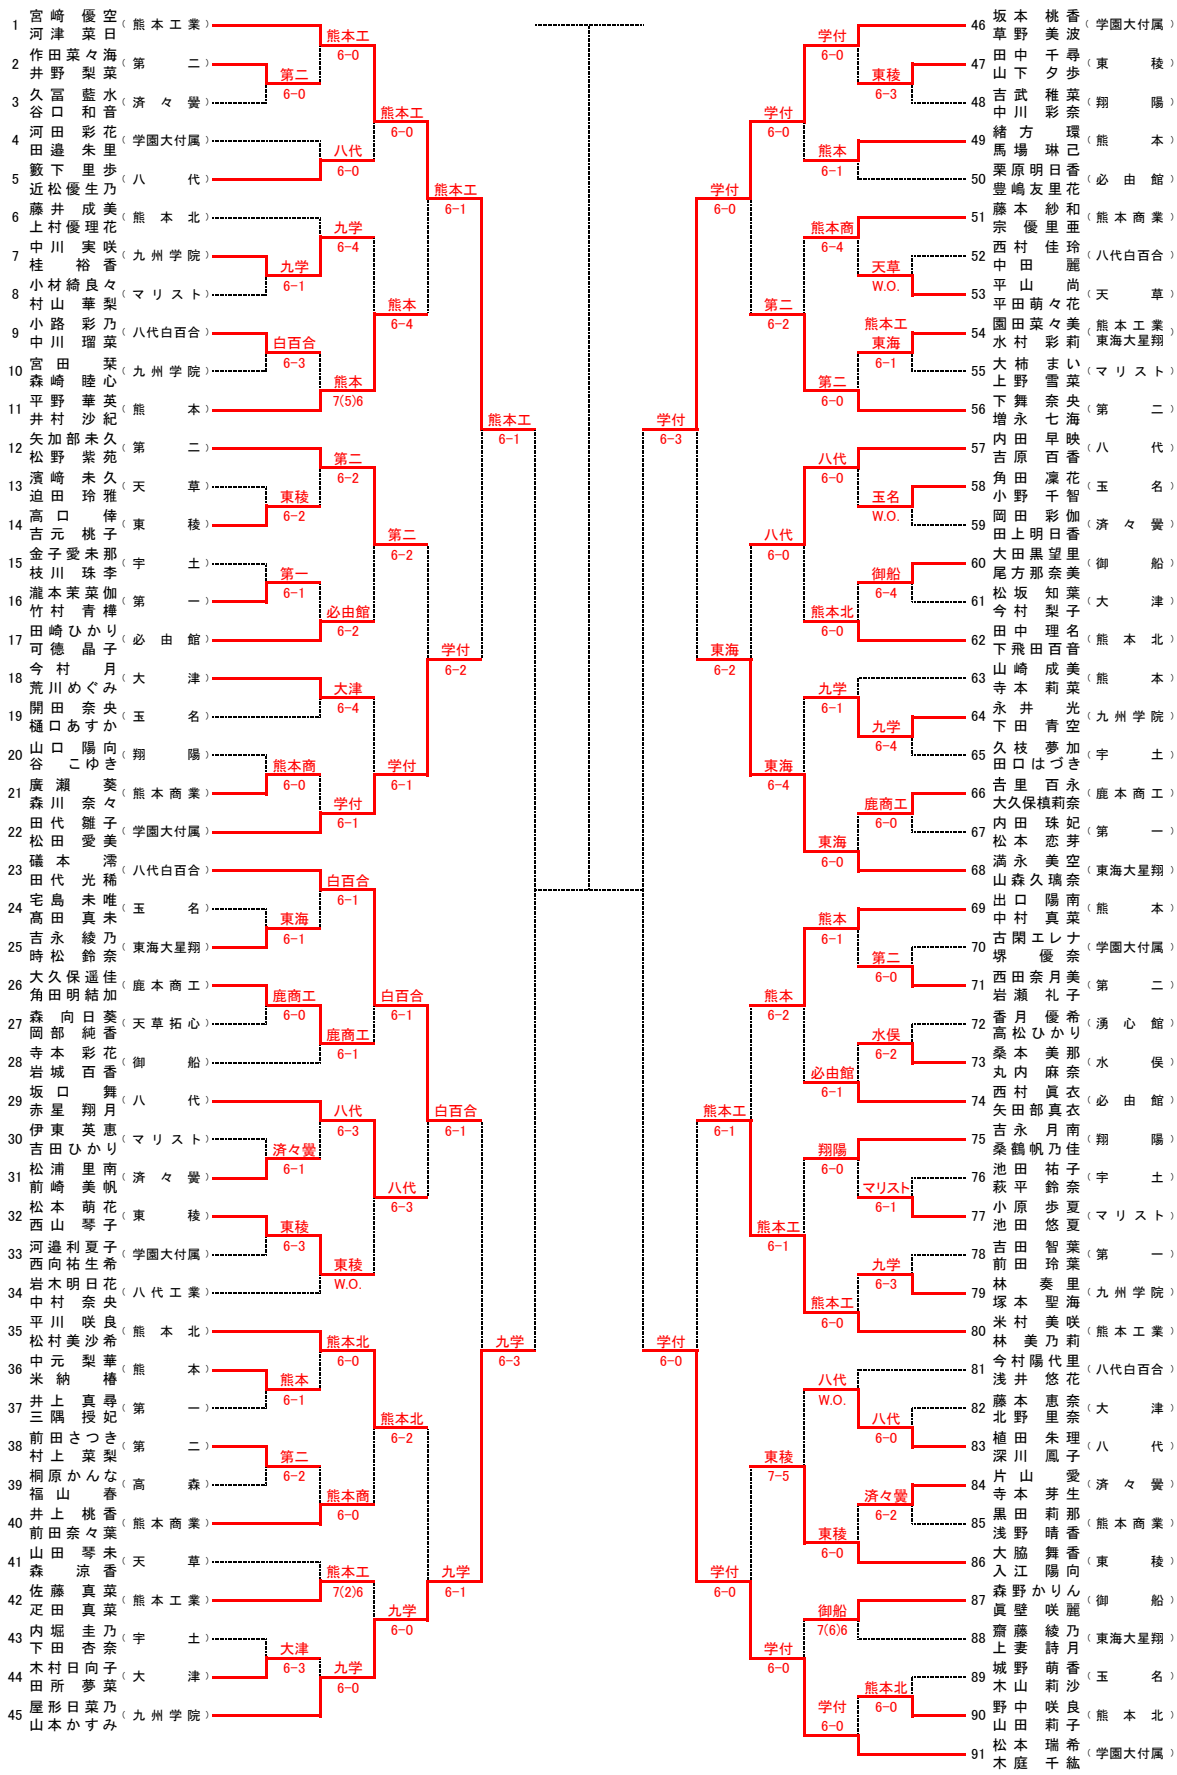 1 宮﨑 優空 河津 菜日 (熊本工業)
2 作田菜々海 井野 梨菜 (第二)
3 久冨 藍水 谷口 和音 (済々黌)
4 河田 彩花 田邉 朱里 (学園大付属)
5 籔下 里歩 近松優生乃 (八代)
6 藤井 成美 上村優理花 (熊本北)
7 中川 実咲 桂 裕香 (九州学院)
8 小材綺良々 村山 華梨 (マリスト)
9 小路 彩乃 中川 瑠菜 (八代白百合)
10 宮田 栞 森崎 睦心 (九州学院)
11 平野 華英 井村 沙紀 (熊本)
12 矢加部未久 松野 紫苑 (第二)
13 濱﨑 未久 迫田 玲雅 (天草)
14 高口 倖 吉元 桃子 (東稜)
15 金子愛未那 枝川 珠李 (宇土)
16 瀧本茉菜伽 竹村 青樺 (第一)
17 田崎ひかり 可德 晶子 (必由館)
18 今村 月 荒川めぐみ (大津)
19 開田 奈央 樋口あすか (玉名)
20 山口 陽向 谷 こゆき (翔陽)
21 廣瀬 葵 森川 奈々 (熊本商業)
22 田代 雛子 松田 愛美 (学園大付属)
23 礒本 澪 田代 光稀 (八代白百合)
24 宅島 未唯 髙田 真未 (玉名)
25 吉永 綾乃 時松 鈴奈 (東海大星翔)
26 大久保遥佳 角田明結加 (鹿本商工)
27 森 向日葵 岡部 純香 (天草拓心)
28 寺本 彩花 岩城 百香 (御船)
29 坂口 舞 赤星 翔月 (八代)
30 伊東 英恵 吉田ひかり (マリスト)
31 松浦 里南 前崎 美帆 (済々黌)
32 松本 萌花 西山 琴子 (東稜)
33 河邉利夏子 西向祐生希 (学園大付属)
34 岩木明日花 中村 奈央 (八代工業)
35 平川 咲良 松村美沙希 (熊本北)
36 中元 梨華 米納 椿 (熊本)
37 井上 真尋 三隅 授妃 (第一)
38 前田さつき 村上 菜梨 (第二)
39 桐原かんな 福山 春 (高森)
40 井上 桃香 前田奈々葉 (熊本商業)
41 山田 琴未 森 涼香 (天草)
42 佐藤 真菜 疋田 真菜 (熊本工業)
43 内堀 圭乃 下田 杏奈 (宇土)
44 木村日向子 田所 夢菜 (大津)
45 屋形日菜乃 山本かすみ (九州学院)
熊本工 6-0
第二 6-0
熊本工 6-0
八代 6-0
熊本工 6-1
九学 6-4
九学 6-1
熊本 6-4
白百合 6-3
熊本 7(5)6
熊本工 6-1
第二 6-2
東稜 6-2
第二 6-2
第一 6-1
必由館 6-2
学付 6-2
大津 6-4
熊本商 6-0
学付 6-1
学付 6-1
白百合 6-1
東海 6-1
白百合 6-1
鹿商工 6-0
鹿商工 6-1
白百合 6-1
八代 6-3
済々黌 6-1
八代 6-3
東稜 6-3
東稜 W.O.
九学 6-3
熊本北 6-0
熊本 6-1
熊本北 6-2
第二 6-2
熊本商 6-0
九学 6-1
熊本工 7(2)6
九学 6-0
大津 6-3
九学 6-0
46 坂本 桃香 草野 美波 (学園大付属)
47 田中 千尋 山下 夕歩 (東稜)
48 吉武 稚菜 中川 彩奈 (翔陽)
49 緒方 環 馬場 琳己 (熊本)
50 栗原明日香 豊嶋友里花 (必由館)
51 藤本 紗和 宗 優里亜 (熊本商業)
52 西村 佳玲 中田 麗 (八代白百合)
53 平山 尚 平田萌々花 (天草)
54 園田菜々美 水村 彩莉 (熊本工業 東海大星翔)
55 大柿 まい 上野 雪菜 (マリスト)
56 下舞 奈央 増永 七海 (第二)
57 内田 早映 吉原 百香 (八代)
58 角田 凜花 小野 千智 (玉名)
59 岡田 彩伽 田上明日香 (済々黌)
60 大田黒望里 尾方那奈美 (御船)
61 松坂 知葉 今村 梨子 (大津)
62 田中 理名 下飛田百音 (熊本北)
63 山崎 成美 寺本 莉菜 (熊本)
64 永井 光 下田 青空 (九州学院)
65 久枝 夢加 田口はづき (宇土)
66 吿里 百永 大久保槙莉奈 (鹿本商工)
67 内田 珠妃 松本 恋芽 (第一)
68 満永 美空 山森久璃奈 (東海大星翔)
69 出口 陽南 中村 真菜 (熊本)
70 古閑エレナ 堺 優奈 (学園大付属)
71 西田奈月美 岩瀬 礼子 (第二)
72 香月 優希 高松ひかり (湧心館)
73 桑本 美那 丸内 麻奈 (水俣)
74 西村 眞衣 矢田部真衣 (必由館)
75 吉永 月南 桑鶴帆乃佳 (翔陽)
76 池田 祐子 萩平 鈴奈 (宇土)
77 小原 歩夏 池田 悠夏 (マリスト)
78 吉田 智葉 前田 玲葉 (第一)
79 林 奏里 塚本 聖海 (九州学院)
80 米村 美咲 林 美乃莉 (熊本工業)
81 今村陽代里 浅井 悠花 (八代白百合)
82 藤本 恵奈 北野 里奈 (大津)
83 植田 朱理 深川 鳳子 (八代)
84 片山 愛 寺本 芽生 (済々黌)
85 黒田 莉那 浅野 晴香 (熊本商業)
86 大脇 舞香 入江 陽向 (東稜)
87 森野かりん 眞壁 咲麗 (御船)
88 齋藤 綾乃 上妻 詩月 (東海大星翔)
89 城野 萌香 木山 莉沙 (玉名)
90 野中 咲良 山田 莉子 (熊本北)
91 松本 瑞希 木庭 千紘 (学園大付属)
学付 6-0
東稜 6-3
学付 6-0
熊本 6-1
学付 6-0
熊本商 6-4
天草 W.O.
第二 6-2
熊本工 東海 6-1
第二 6-0
学付 6-3
八代 6-0
玉名 W.O.
八代 6-0
御船 6-4
熊本北 6-0
東海 6-2
九学 6-1
九学 6-4
東海 6-4
鹿商工 6-0
東海 6-0
熊本 6-1
第二 6-0
熊本 6-2
水俣 6-2
必由館 6-1
熊本工 6-1
翔陽 6-0
マリスト 6-1
熊本工 6-1
九学 6-3
熊本工 6-0
学付 6-0
八代 W.O.
八代 6-0
東稜 7-5
済々黌 6-2
東稜 6-0
学付 6-0
御船 7(6)6
学付 6-0
熊本北 6-0
学付 6-0